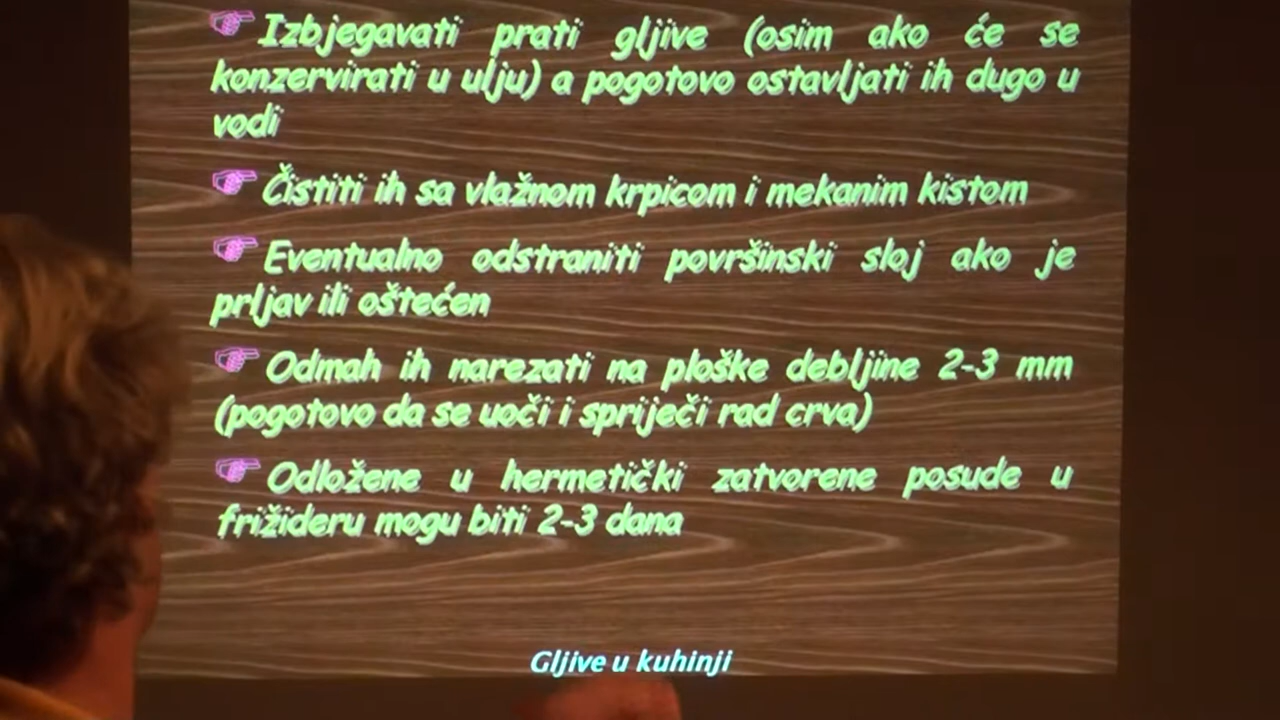 Izbjegavati prati gljive (osim ako će se
konzervirati u ulju) a pogotovo ostavljati ih dugo u
vodi
Čistiti ih sa vlažnom krpicom i mekanim kistom
Eventualno odstraniti površinski sloj ako je
prljav ili oštećen
Odmah ih narezati na ploške debljine 2-3 mm
(pogotovo da se uoči i spriječi rad crva)
Odložene u hermetički zatvorene posude u
frižideru mogu biti 2-3 dana
Gljive u kuhinji